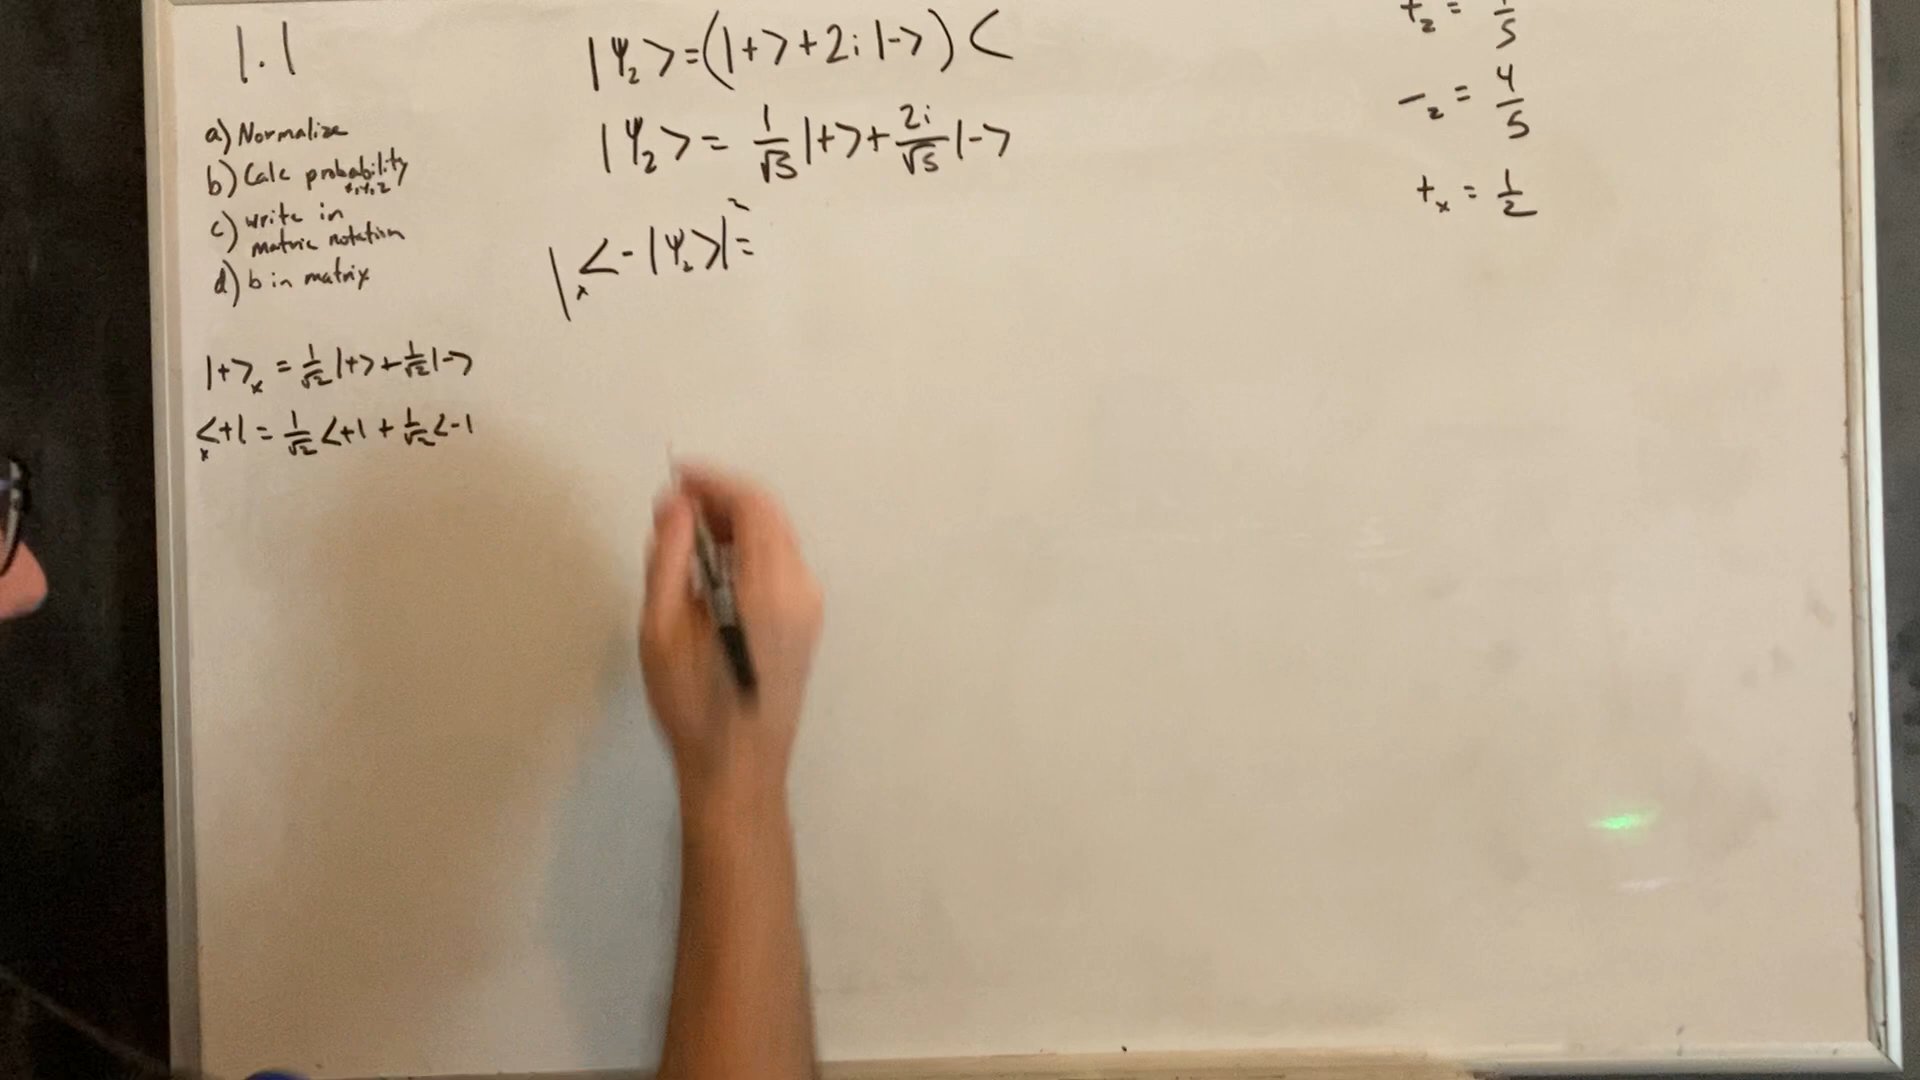 1.1
a) Normalize
b) Calc probability
x,y,z
c) write in
matric notation
d) b in matrix
|+>ₓ = 1/√2 |+> + 1/√2 |->
ₓ<+| = 1/√2 <+| + 1/√2 <-|
|Ψ₂> = (|+> + 2i |->) C
|Ψ₂> = 1/√5 |+> + 2i/√5 |->
|ₓ<-|Ψ₂>|² =
+z = 1/5
-z = 4/5
+x = 1/2